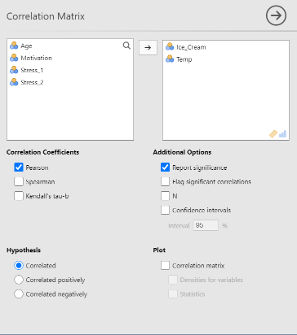 Correlation Matrix
Age
Motivation
Stress_1
Stress_2
Ice_Cream
Temp
Correlation Coefficients
Pearson
Spearman
Kendall's tau-b
Additional Options
Report significance
Flag significant correlations
N
Confidence intervals
Interval 95 %
Hypothesis
Correlated
Correlated positively
Correlated negatively
Plot
Correlation matrix
Densities for variables
Statistics